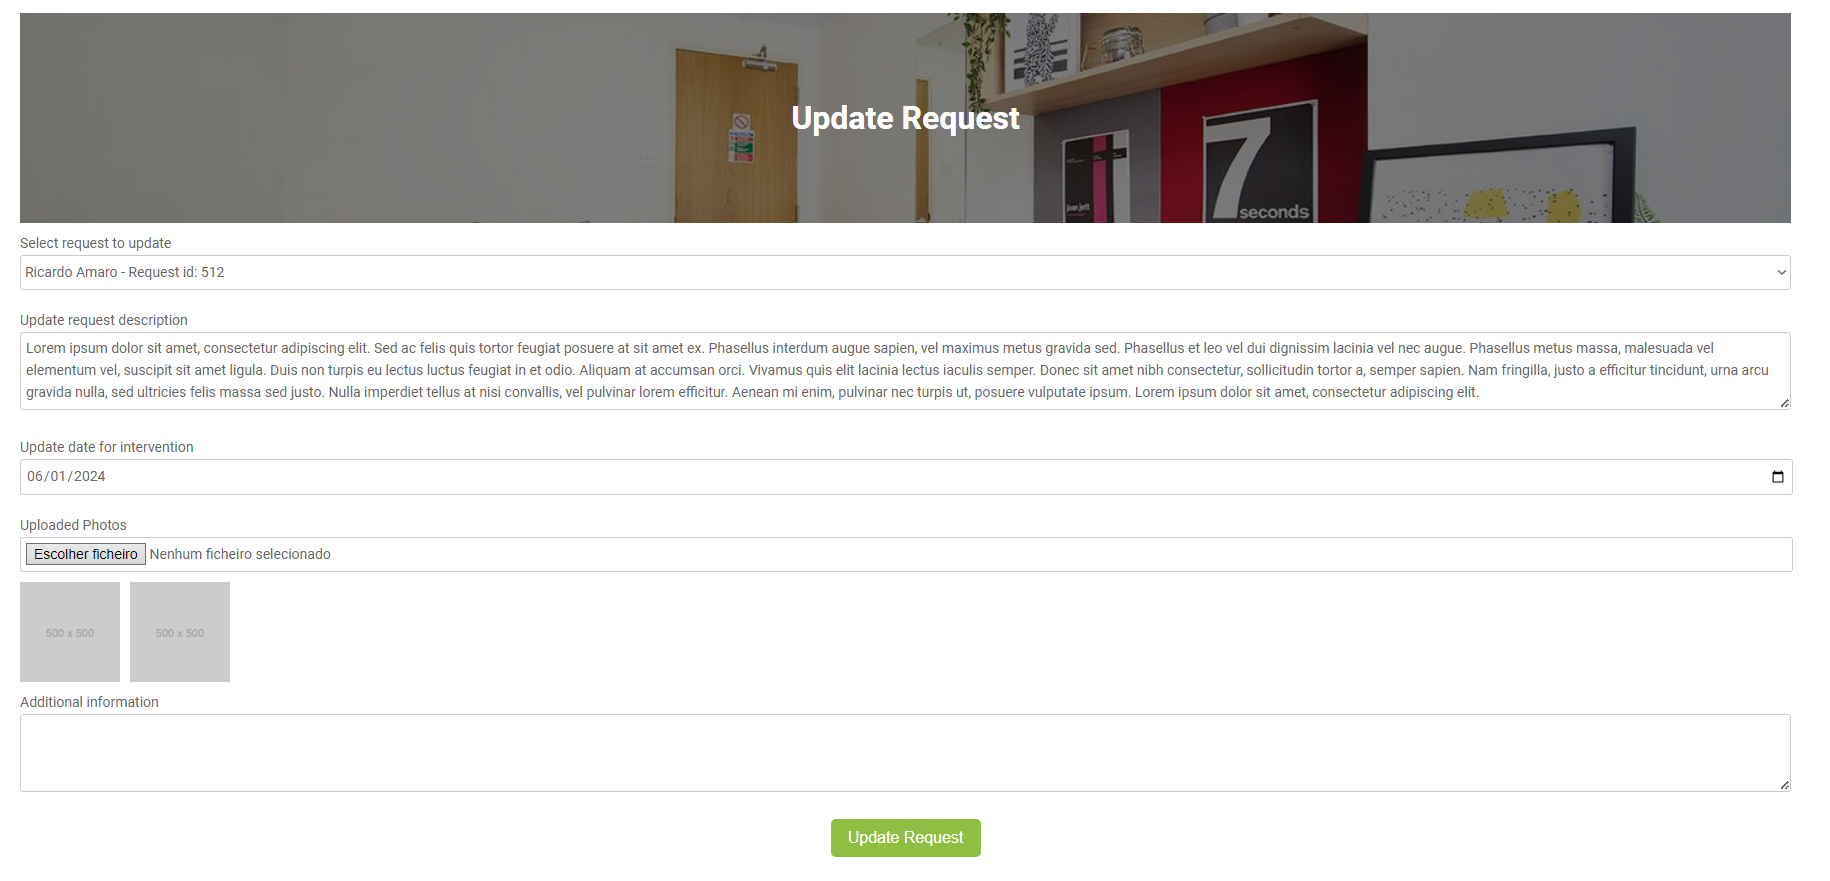 Update Request
joan jett
7
seconds
Select request to update
Ricardo Amaro - Request id: 512
Update request description
Lorem ipsum dolor sit amet, consectetur adipiscing elit. Sed ac felis quis tortor feugiat posuere at sit amet ex. Phasellus interdum augue sapien, vel maximus metus gravida sed. Phasellus et leo vel dui dignissim lacinia vel nec augue. Phasellus metus massa, malesuada vel
elementum vel, suscipit sit amet ligula. Duis non turpis eu lectus luctus feugiat in et odio. Aliquam at accumsan orci. Vivamus quis elit lacinia lectus iaculis semper. Donec sit amet nibh consectetur, sollicitudin tortor a, semper sapien. Nam fringilla, justo a efficitur tincidunt, urna arcu
gravida nulla, sed ultricies felis massa sed justo. Nulla imperdiet tellus at nisi convallis, vel pulvinar lorem efficitur. Aenean mi enim, pulvinar nec turpis ut, posuere vulputate ipsum. Lorem ipsum dolor sit amet, consectetur adipiscing elit.
Update date for intervention
06/01/2024
Uploaded Photos
Escolher ficheiro Nenhum ficheiro selecionado
500 x 500 500 x 500
Additional information
Update Request